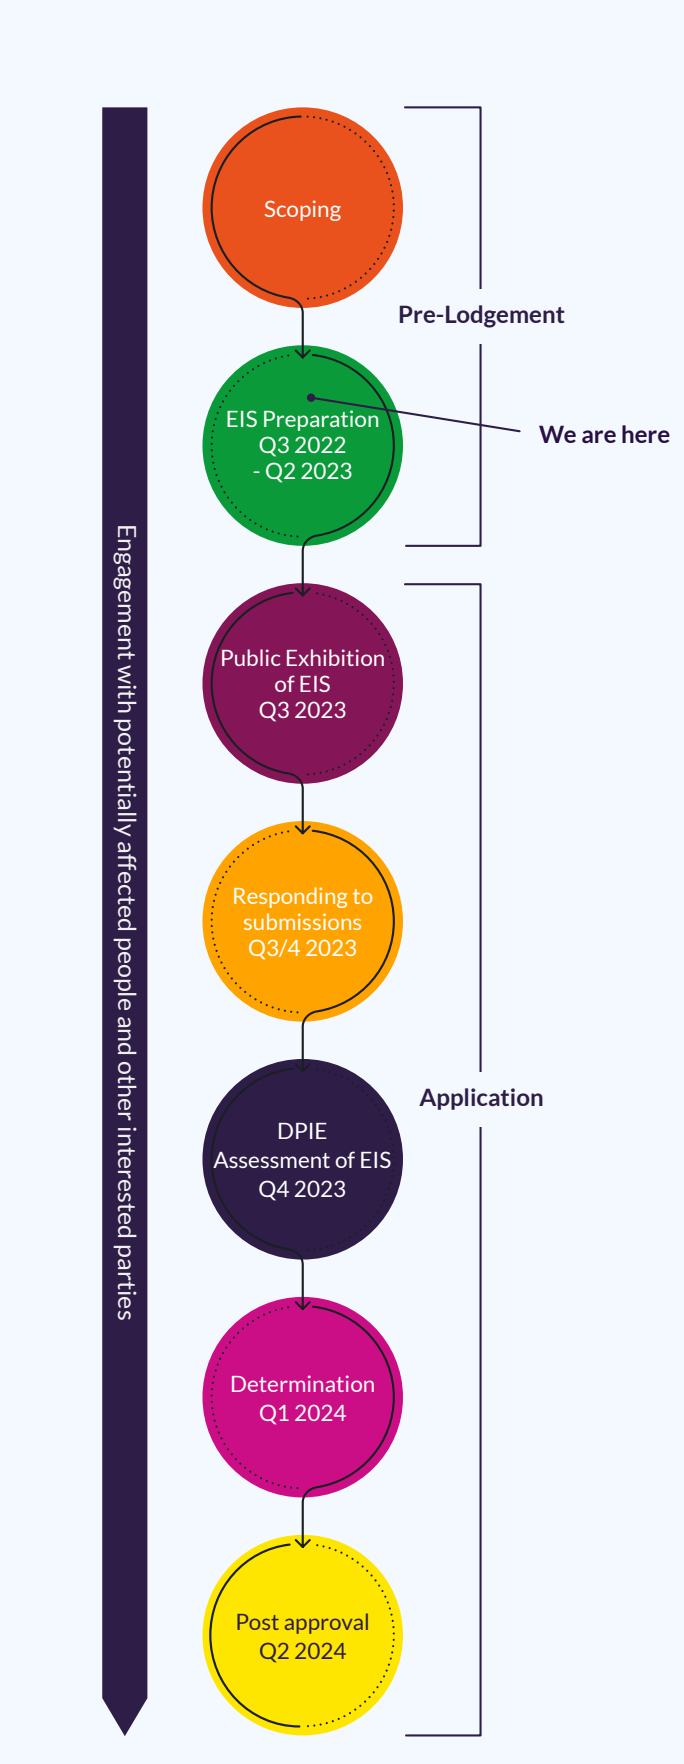 Scoping
Pre-Lodgement
EIS Preparation
Q3 2022
- Q2 2023
We are here
Public Exhibition
of EIS
Q3 2023
Responding to
submissions
Q3/4 2023
DPIE
Assessment of EIS
Q4 2023
Application
Determination
Q1 2024
Post approval
Q2 2024
Engagement with potentially affected people and other interested parties